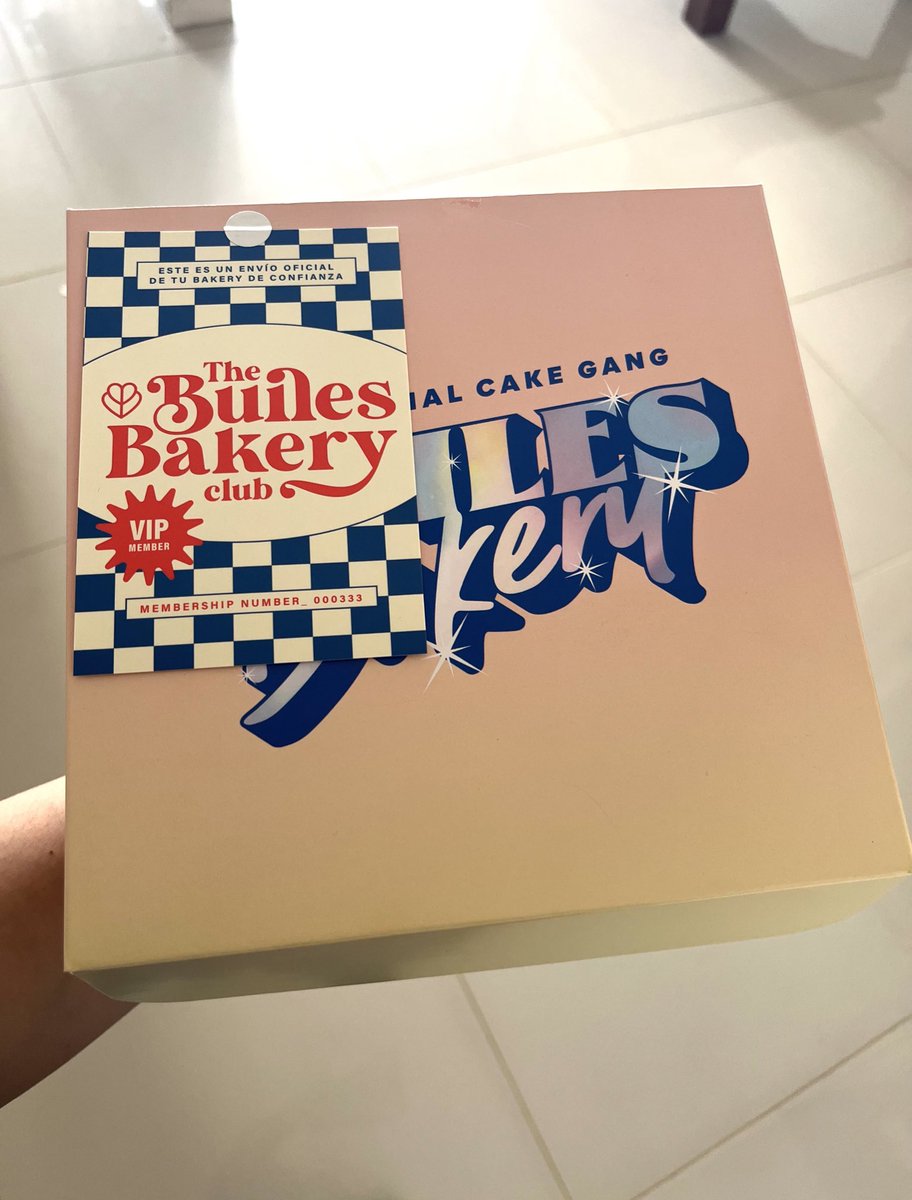 ESTE ES UN ENVÍO OFICIAL
DE TU BAKERY DE CONFIANZA
The
Builes
Bakery
club
VIP
MEMBER
MEMBERSHIP NUMBER_ 000333
CAKE GANG